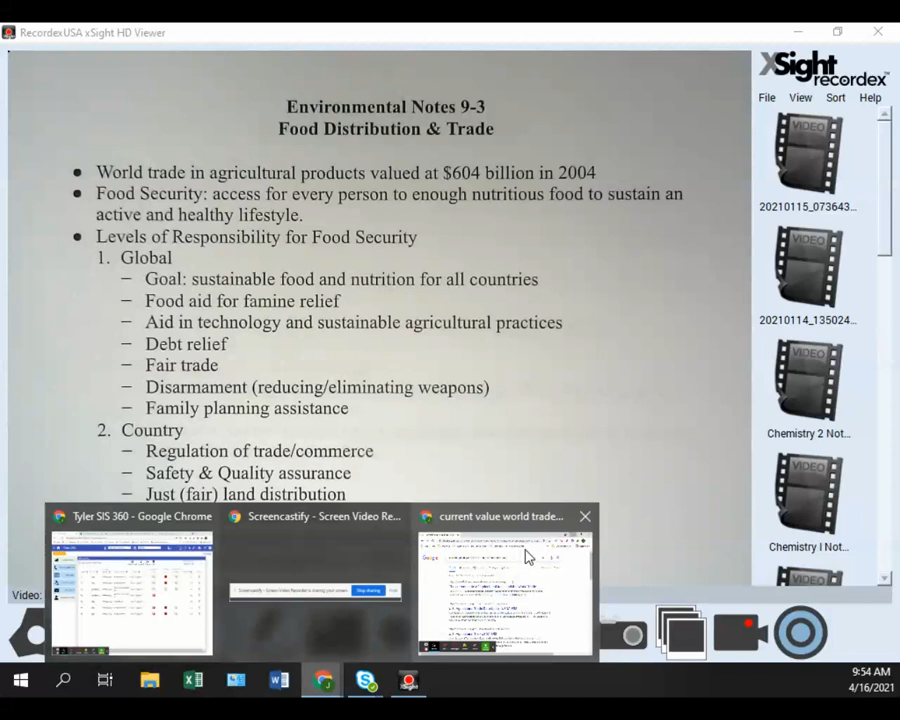 RecordexUSA xSight HD Viewer
XSight
recordex
File View Sort Help
Environmental Notes 9-3
Food Distribution & Trade
• World trade in agricultural products valued at $604 billion in 2004
• Food Security: access for every person to enough nutritious food to sustain an
active and healthy lifestyle.
• Levels of Responsibility for Food Security
1. Global
– Goal: sustainable food and nutrition for all countries
– Food aid for famine relief
– Aid in technology and sustainable agricultural practices
– Debt relief
– Fair trade
– Disarmament (reducing/eliminating weapons)
– Family planning assistance
2. Country
– Regulation of trade/commerce
– Safety & Quality assurance
– Just (fair) land distribution
VIDEO
20210115_073643...
VIDEO
20210114_135024...
VIDEO
Chemistry 2 Not...
VIDEO
Chemistry I Not...
VIDEO
Video:
Tyler SIS 360 - Google Chrome
Screencastify - Screen Video Re...
current value world trade...
Stop sharing
Google
9:54 AM
4/16/2021